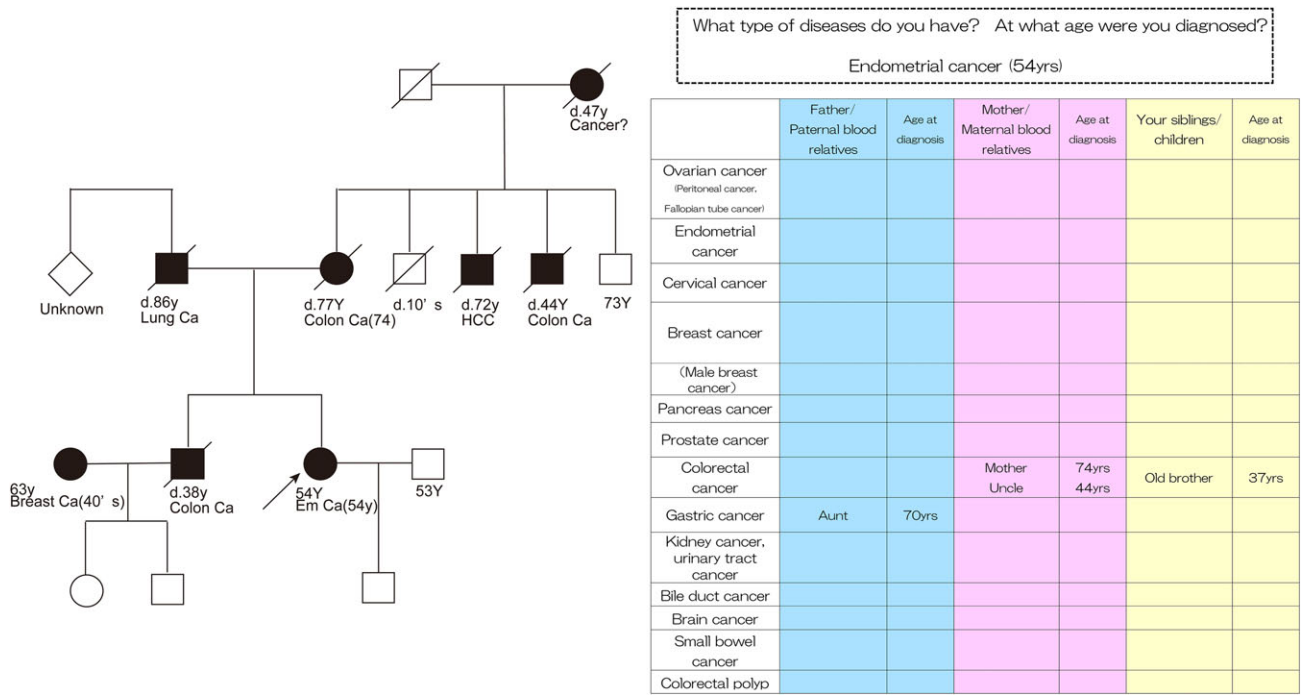 d.47y
Cancer?
Unknown
d.86y
Lung Ca
d.77Y
Colon Ca(74)
d.10's
d.72y
HCC
d.44Y
Colon Ca
73Y
63y
Breast Ca(40's)
d.38y
Colon Ca
54Y
Em Ca(54y)
53Y
What type of diseases do you have? At what age were you diagnosed?
Endometrial cancer (54yrs)
Father/
Paternal blood
relatives
Age at
diagnosis
Mother/
Maternal blood
relatives
Age at
diagnosis
Your siblings/
children
Age at
diagnosis
Ovarian cancer
(Peritoneal cancer,
Fallopian tube cancer)
Endometrial
cancer
Cervical cancer
Breast cancer
(Male breast
cancer)
Pancreas cancer
Prostate cancer
Colorectal
cancer
Mother
Uncle
74yrs
44yrs
Old brother
37yrs
Gastric cancer
Aunt
70yrs
Kidney cancer,
urinary tract
cancer
Bile duct cancer
Brain cancer
Small bowel
cancer
Colorectal polyp